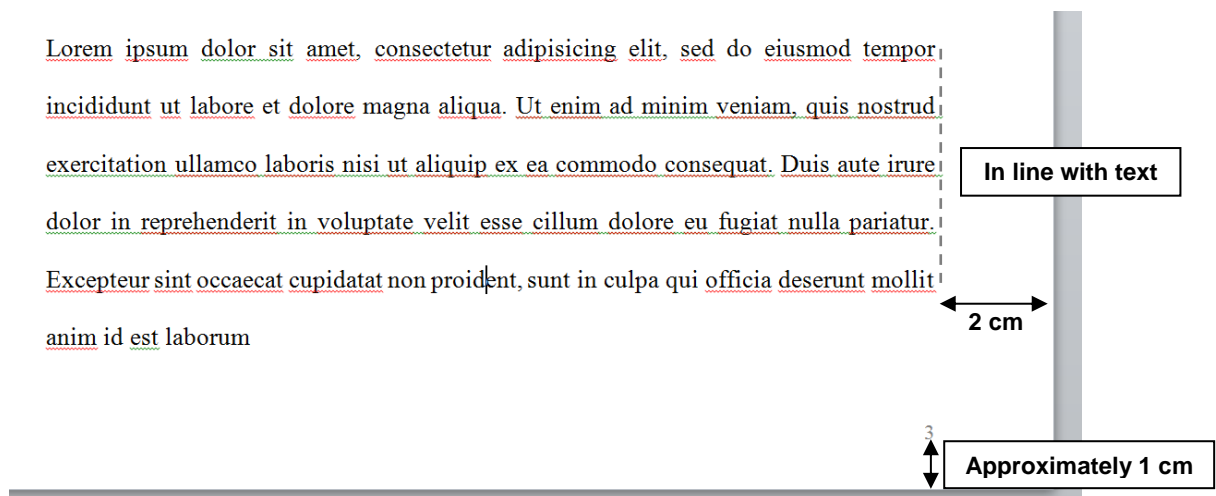 Lorem ipsum dolor sit amet, consectetur adipisicing elit, sed do eiusmod tempor
incididunt ut labore et dolore magna aliqua. Ut enim ad minim veniam, quis nostrud
exercitation ullamco laboris nisi ut aliquip ex ea commodo consequat. Duis aute irure
In line with text
dolor in reprehenderit in voluptate velit esse cillum dolore eu fugiat nulla pariatur.
Excepteur sint occaecat cupidatat non proident, sunt in culpa qui officia deserunt mollit
2 cm
anim id est laborum
3
Approximately 1 cm